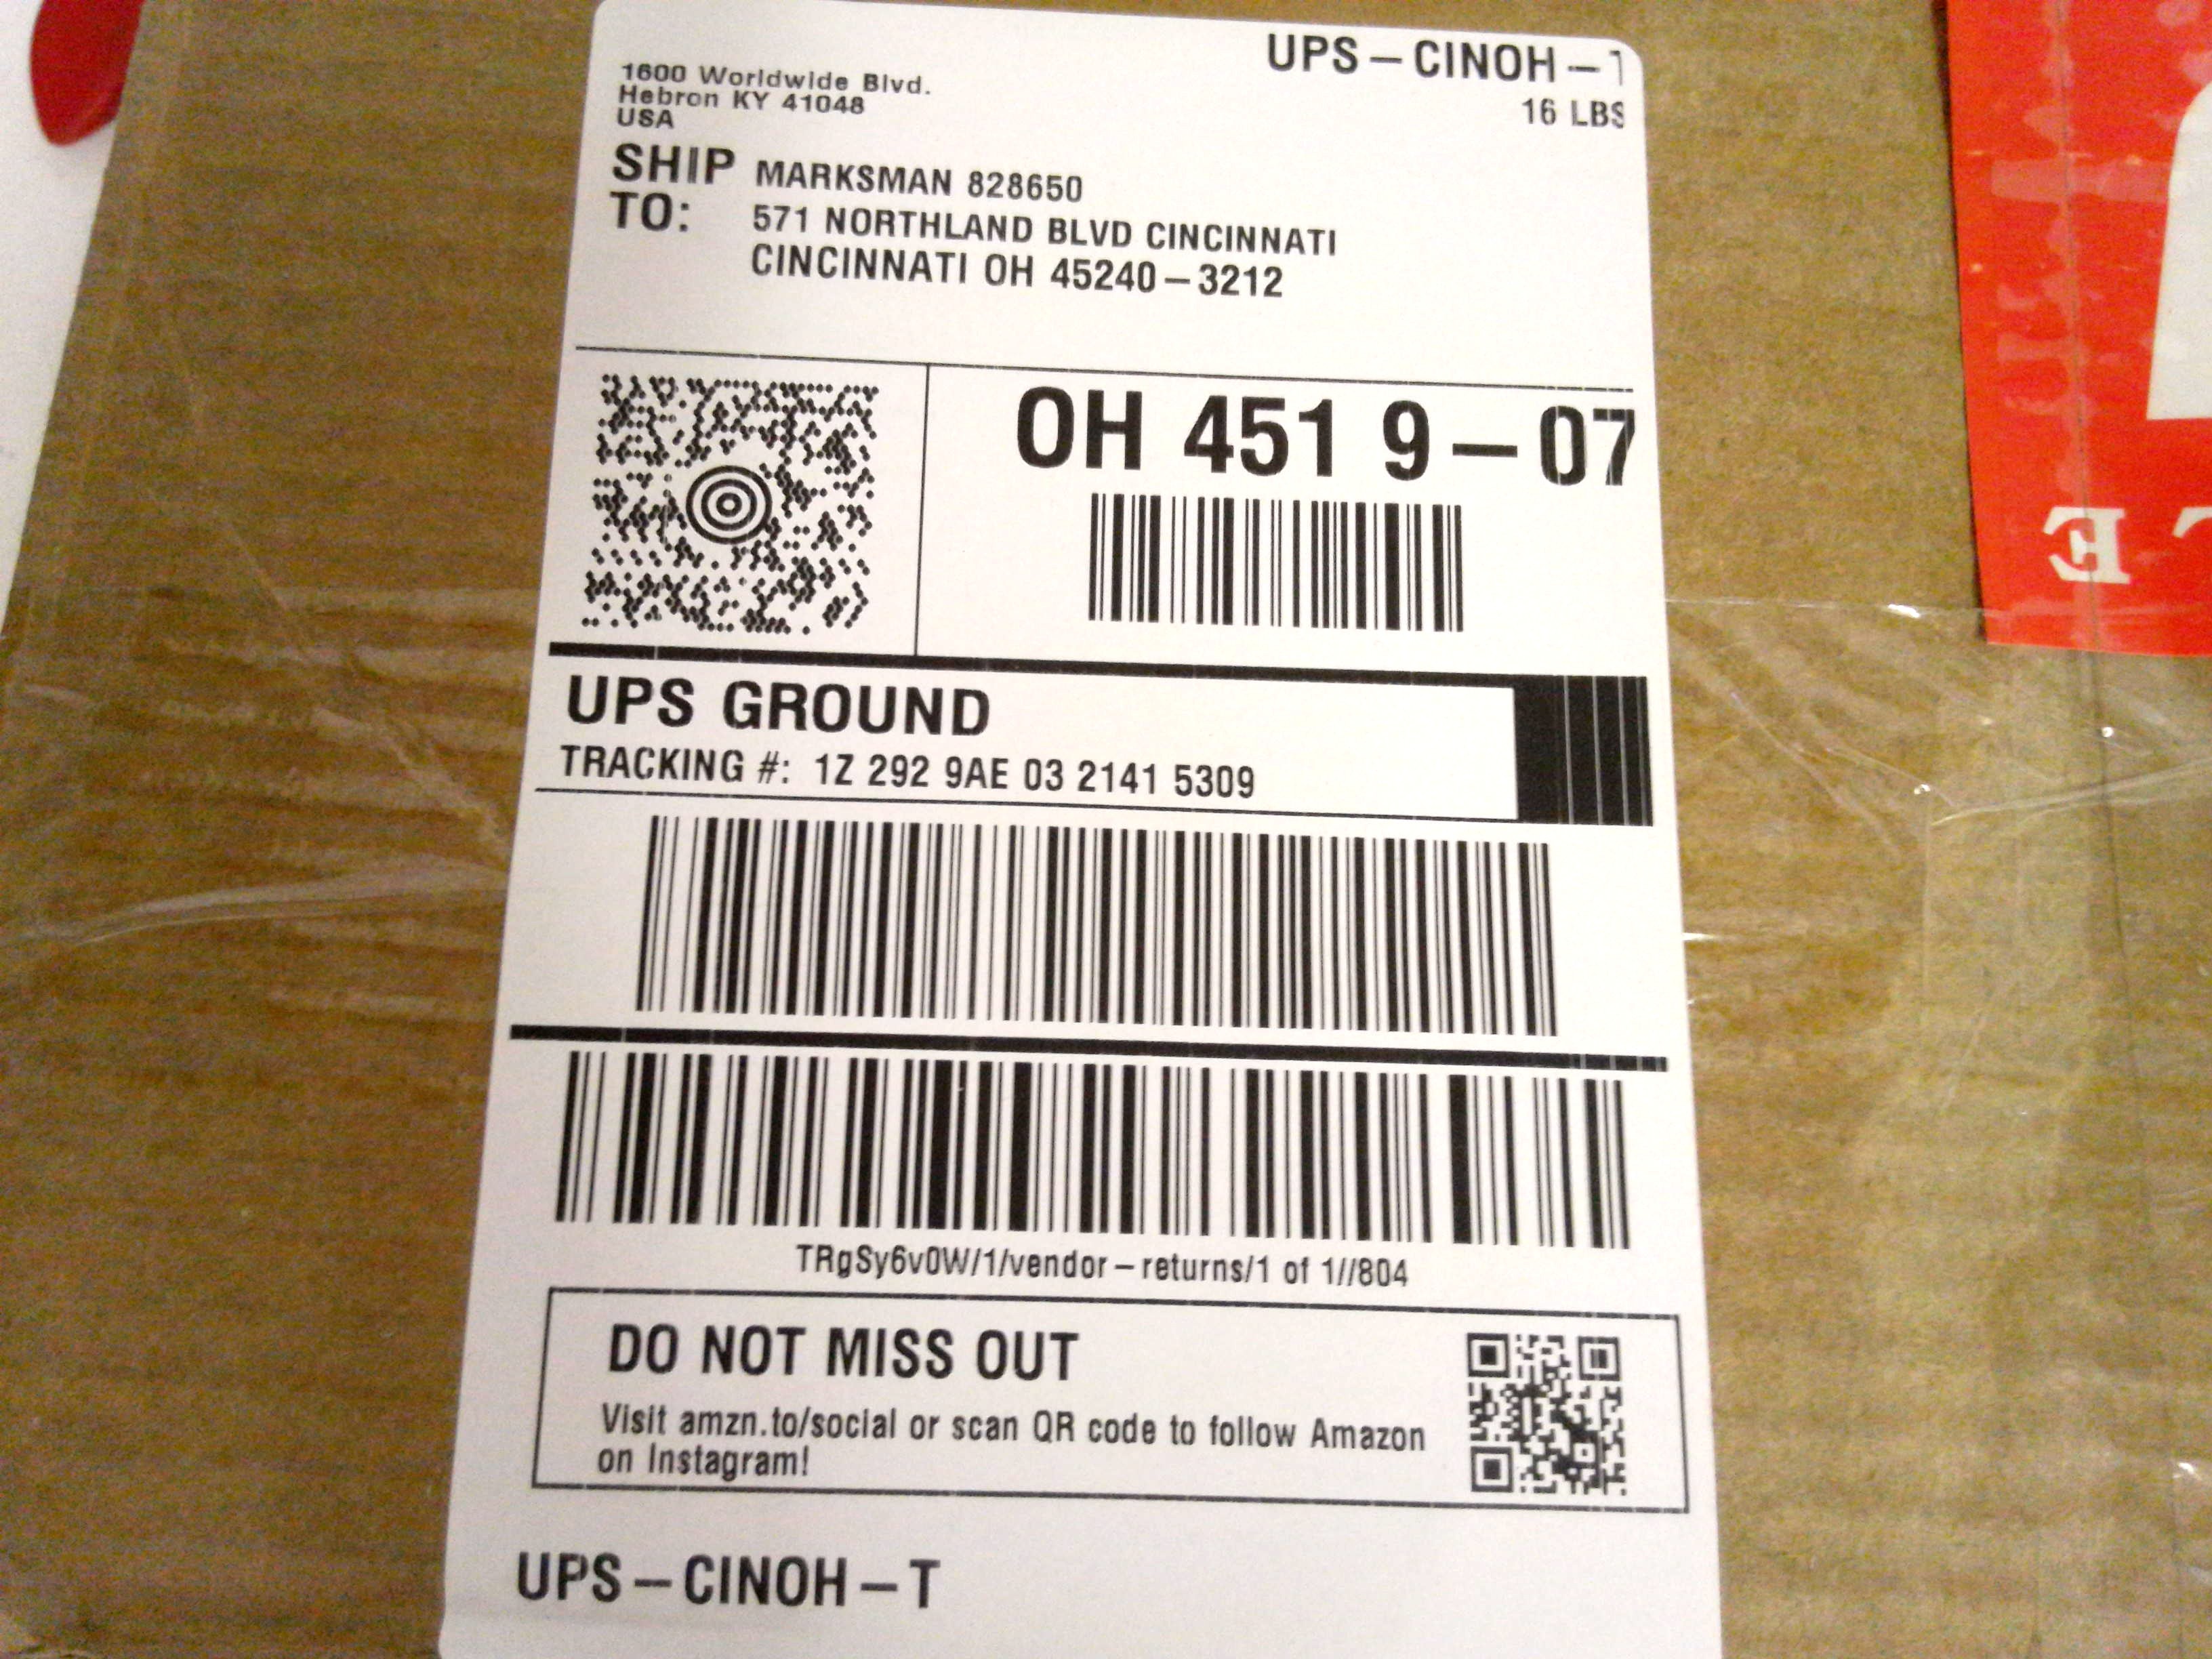 UPS – CINOH – T
1600 Worldwide Blvd.
Hebron KY 41048
USA
16 LBS
SHIP TO: MARKSMAN 828650
571 NORTHLAND BLVD CINCINNATI
CINCINNATI OH 45240 – 3212
OH 451 9 – 07
UPS GROUND
TRACKING #: 1Z 292 9AE 03 2141 5309
TRgSy6v0W/1/vendor – returns/1 of 1//804
DO NOT MISS OUT
Visit amzn.to/social or scan QR code to follow Amazon
on Instagram!
UPS – CINOH – T
E